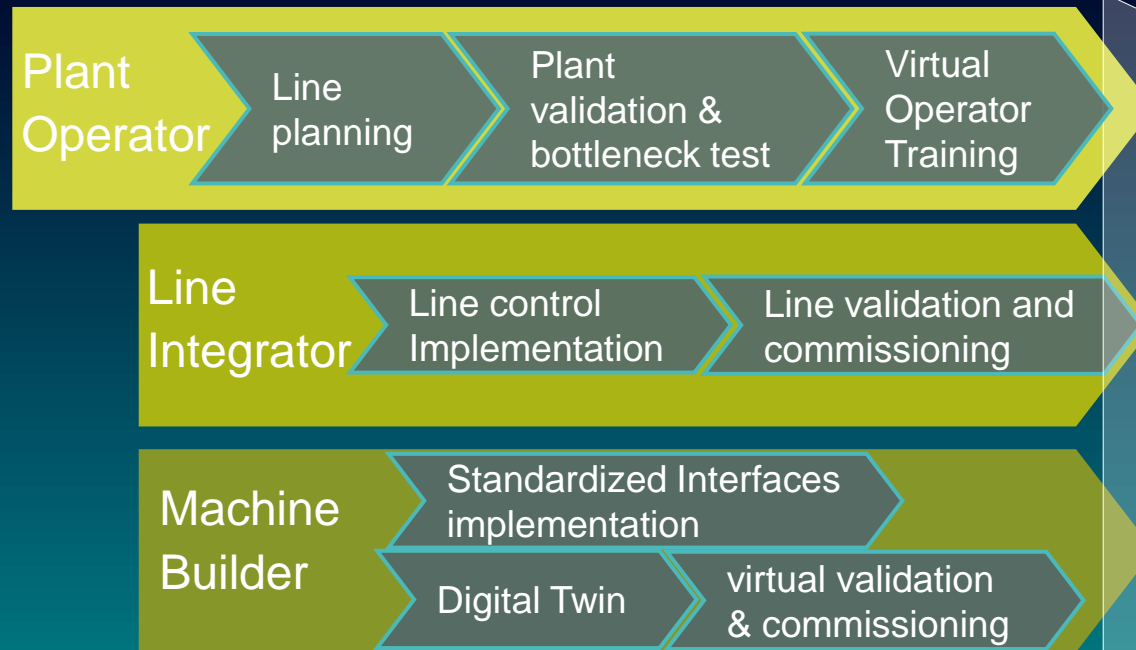 Plant
Operator
Line
planning
Plant
validation &
bottleneck test
Virtual
Operator
Training
Line
Integrator
Line control
Implementation
Line validation and
commissioning
Machine
Builder
Standardized Interfaces
implementation
Digital Twin
virtual validation
& commissioning